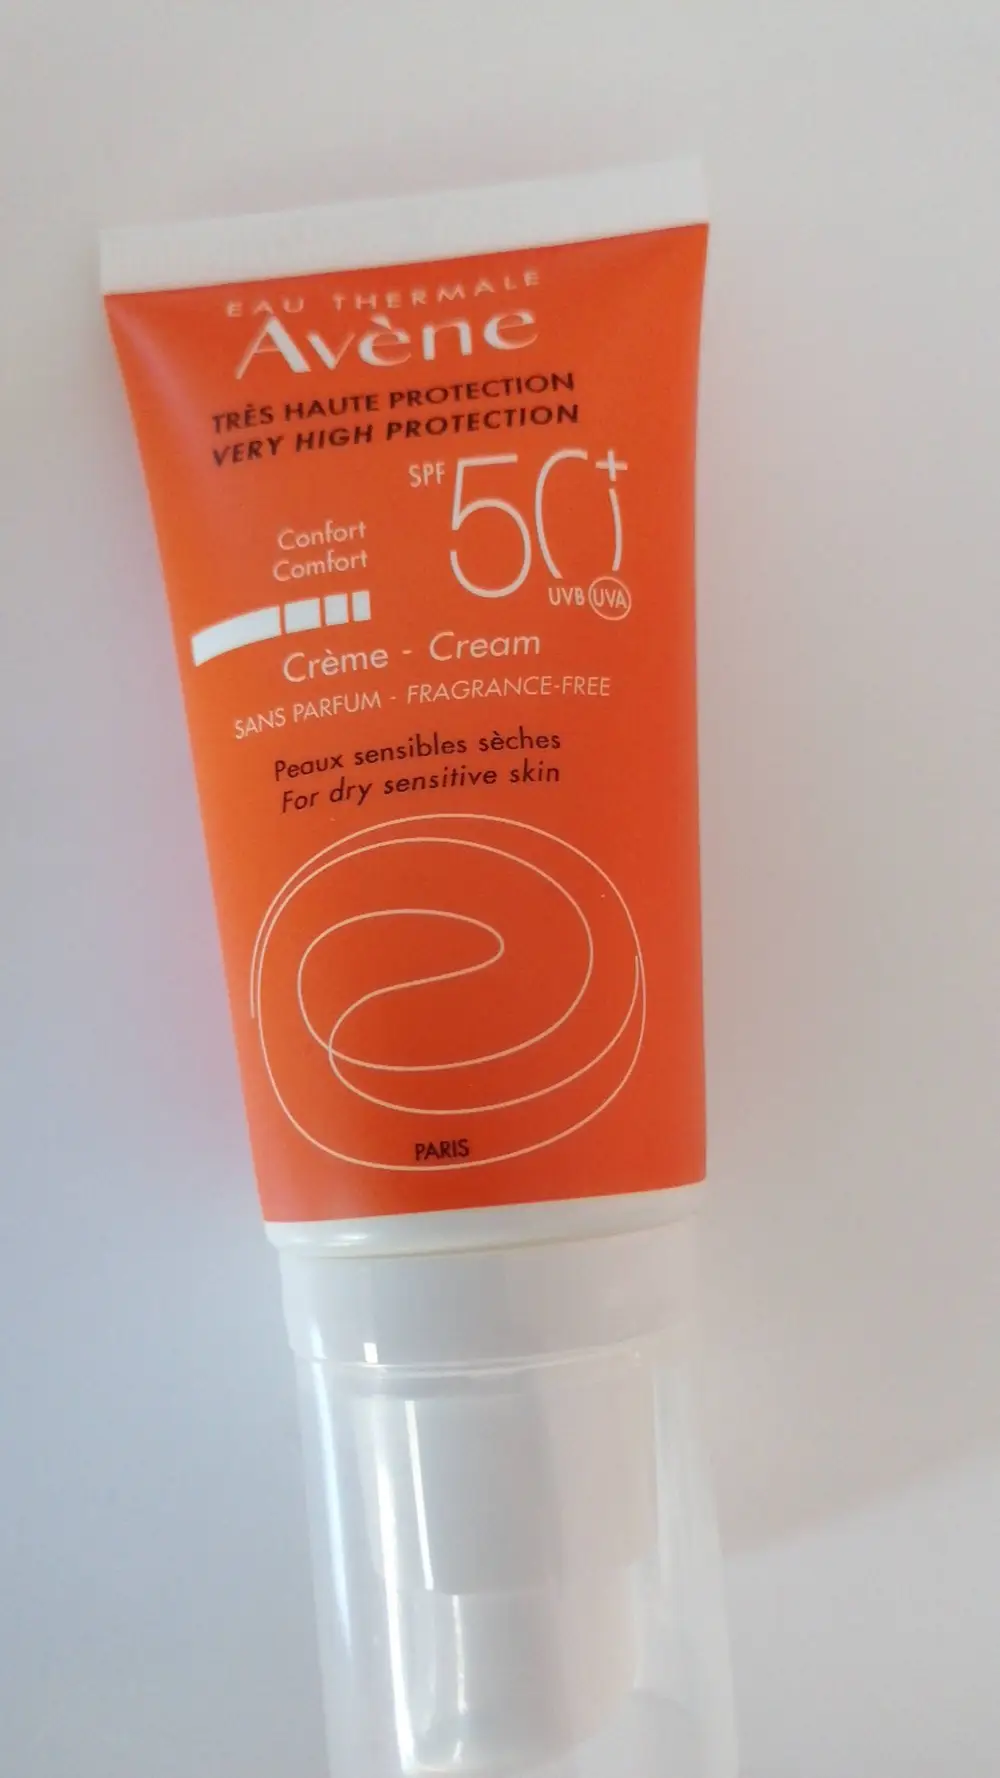 EAU THERMALE
Avène
TRÈS HAUTE PROTECTION
VERY HIGH PROTECTION
SPF 50+
Confort
Comfort
UVB UVA
Crème - Cream
SANS PARFUM - FRAGRANCE-FREE
Peaux sensibles sèches
For dry sensitive skin
PARIS